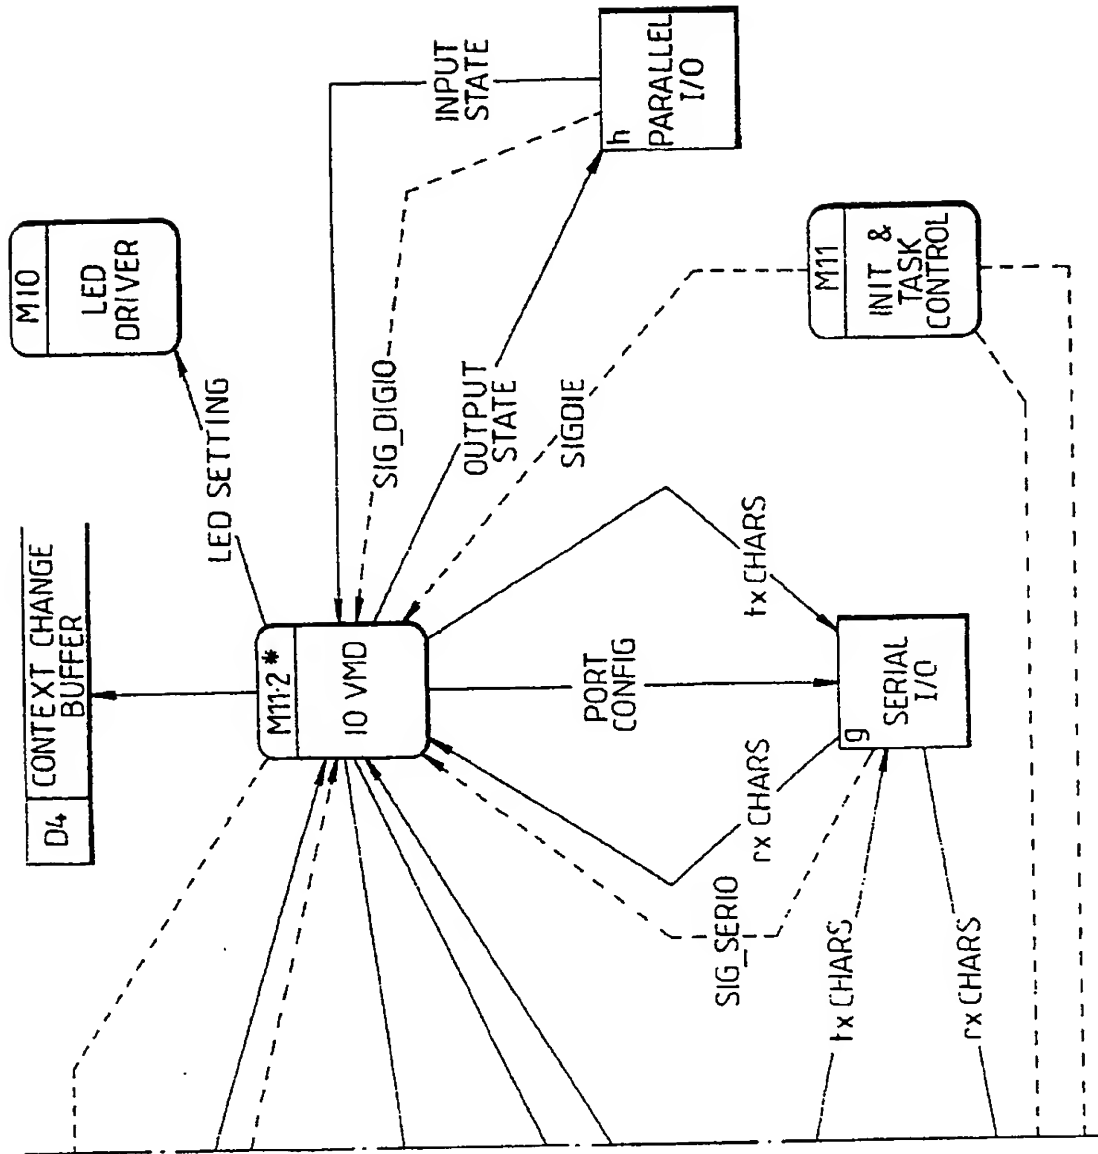 D4
CONTEXT CHANGE
BUFFER
M10
LED
DRIVER
LED SETTING
M11·2*
IO VMD
INPUT
STATE
SIG_DIGIO
OUTPUT
STATE
h
PARALLEL
I/O
SIGDIE
M11
INIT &
TASK
CONTROL
tx CHARS
PORT
CONFIG
rx CHARS
SIG_SERIO
g
SERIAL
I/O
tx CHARS
rx CHARS